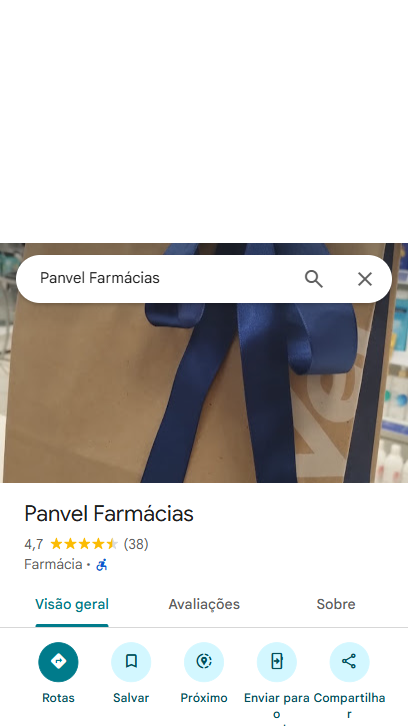 Panvel Farmácias
Panvel Farmácias
4,7 (38)
Farmácia •
Visão geral Avaliações Sobre
Rotas Salvar Próximo Enviar para o Compartilhar